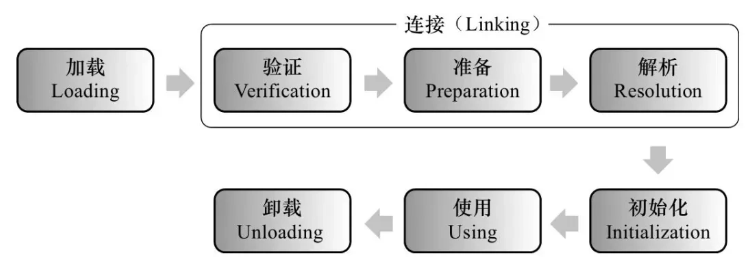 连接（Linking）
加载
Loading
验证
Verification
准备
Preparation
解析
Resolution
初始化
Initialization
使用
Using
卸载
Unloading